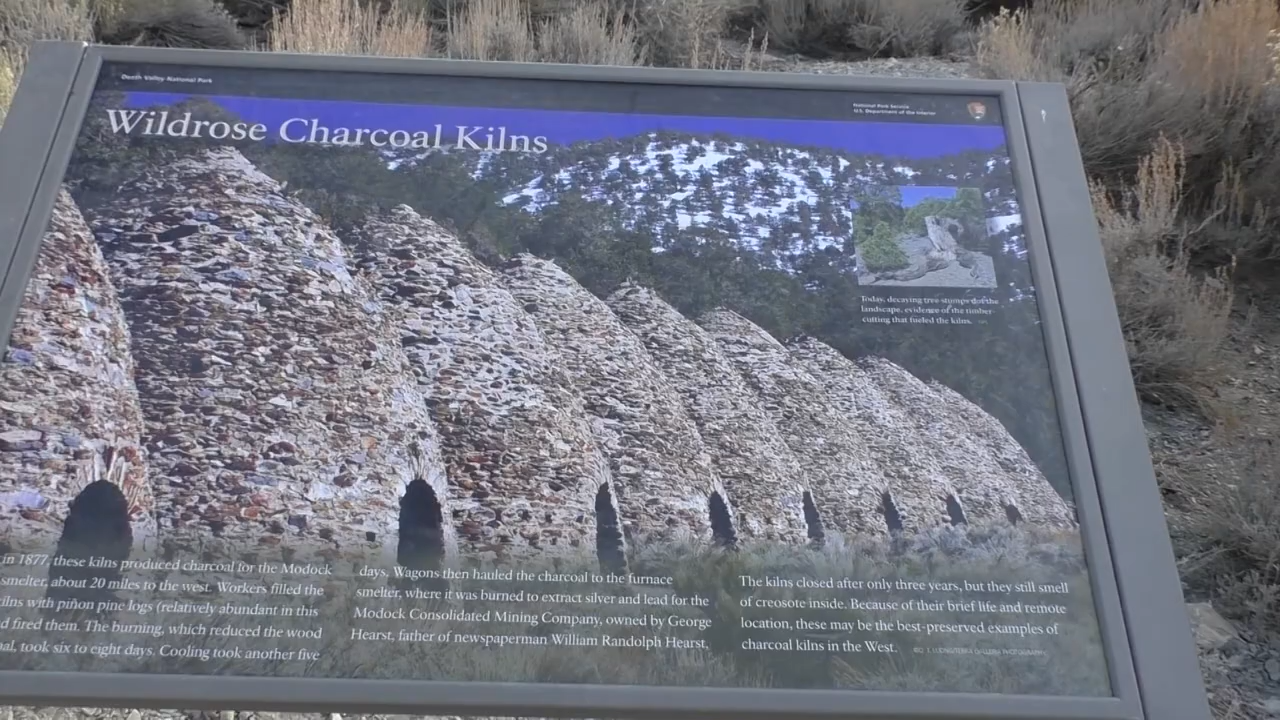 Death Valley National Park
National Park Service
U.S. Department of the Interior
Wildrose Charcoal Kilns
Today, decaying tree stumps dot the
landscape, evidence of the timber
cutting that fueled the kilns.
in 1877, these kilns produced charcoal for the Modock
smelter, about 20 miles to the west. Workers filled the
kilns with piñon pine logs (relatively abundant in this
fired them. The burning, which reduced the wood
took six to eight days. Cooling took another five
days. Wagons then hauled the charcoal to the furnace
smelter, where it was burned to extract silver and lead for the
Modock Consolidated Mining Company, owned by George
Hearst, father of newspaperman William Randolph Hearst.
The kilns closed after only three years, but they still smell
of creosote inside. Because of their brief life and remote
location, these may be the best-preserved examples of
charcoal kilns in the West.